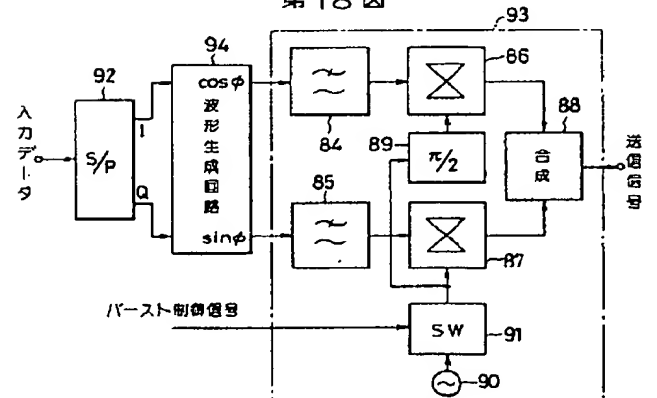 第18図
93
94
86
92
cosφ
88
入力データ
S/P
I
Q
波形生成回路
84
89
π/2
合成
送信信号
85
sinφ
87
バースト制御信号
SW
91
90